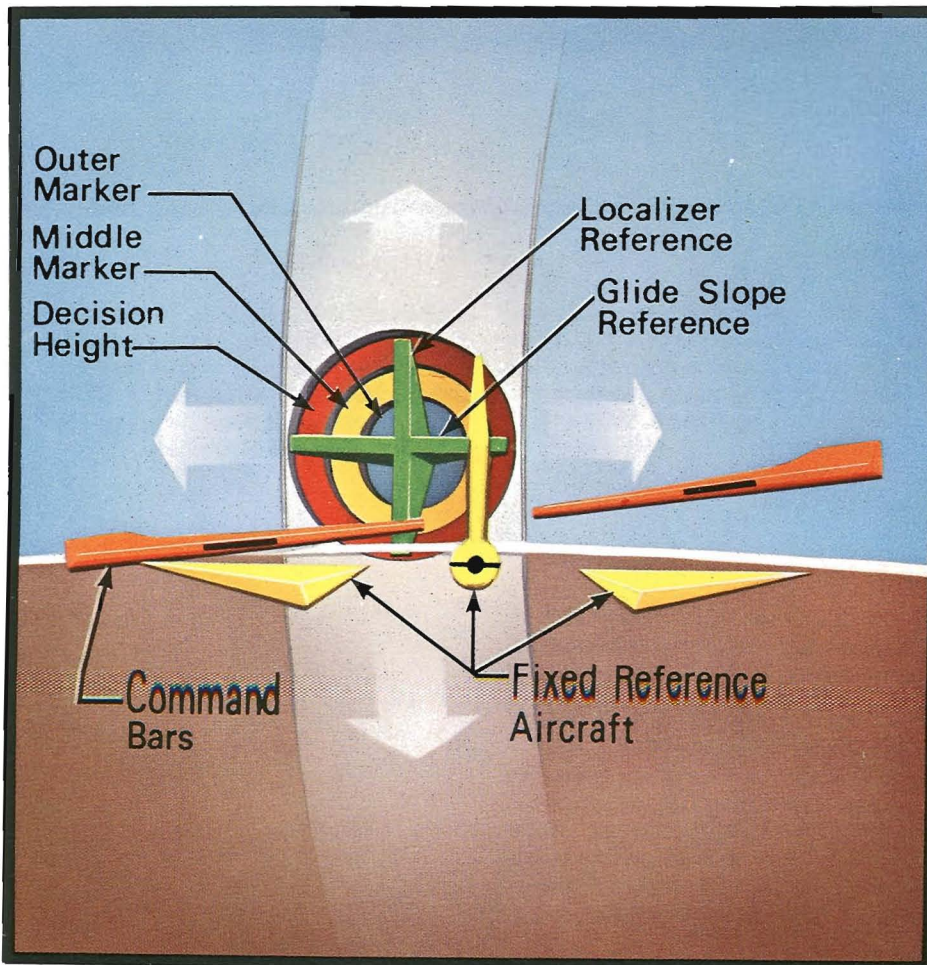 Outer
Marker
Middle
Marker
Decision
Height
Localizer
Reference
Glide Slope
Reference
Command
Bars
Fixed Reference
Aircraft